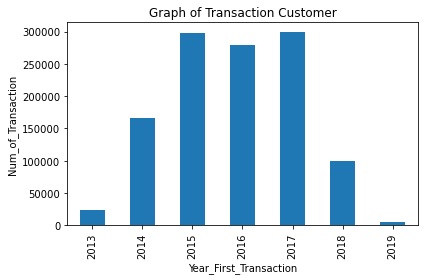 Graph of Transaction Customer
300000
250000
200000
150000
100000
50000
0
Num_of_Transaction
2013 2014 2015 2016 2017 2018 2019
Year_First_Transaction